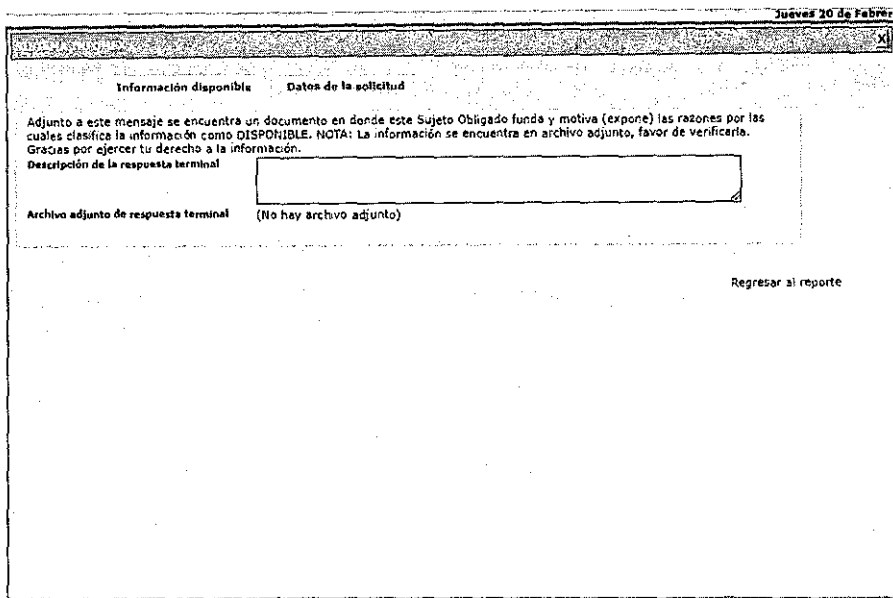 Jueves 20 de Febre
x
Información disponible Datos de la solicitud
Adjunto a este mensaje se encuentra un documento en donde este Sujeto Obligado funda y motiva (expone) las razones por las
cuales clasifica la información como DISPONIBLE. NOTA: La información se encuentra en archivo adjunto, favor de verificarla.
Gracias por ejercer tu derecho a la información.
Descripción de la respuesta terminal
Archivo adjunto de respuesta terminal (No hay archivo adjunto)
Regresar al reporte